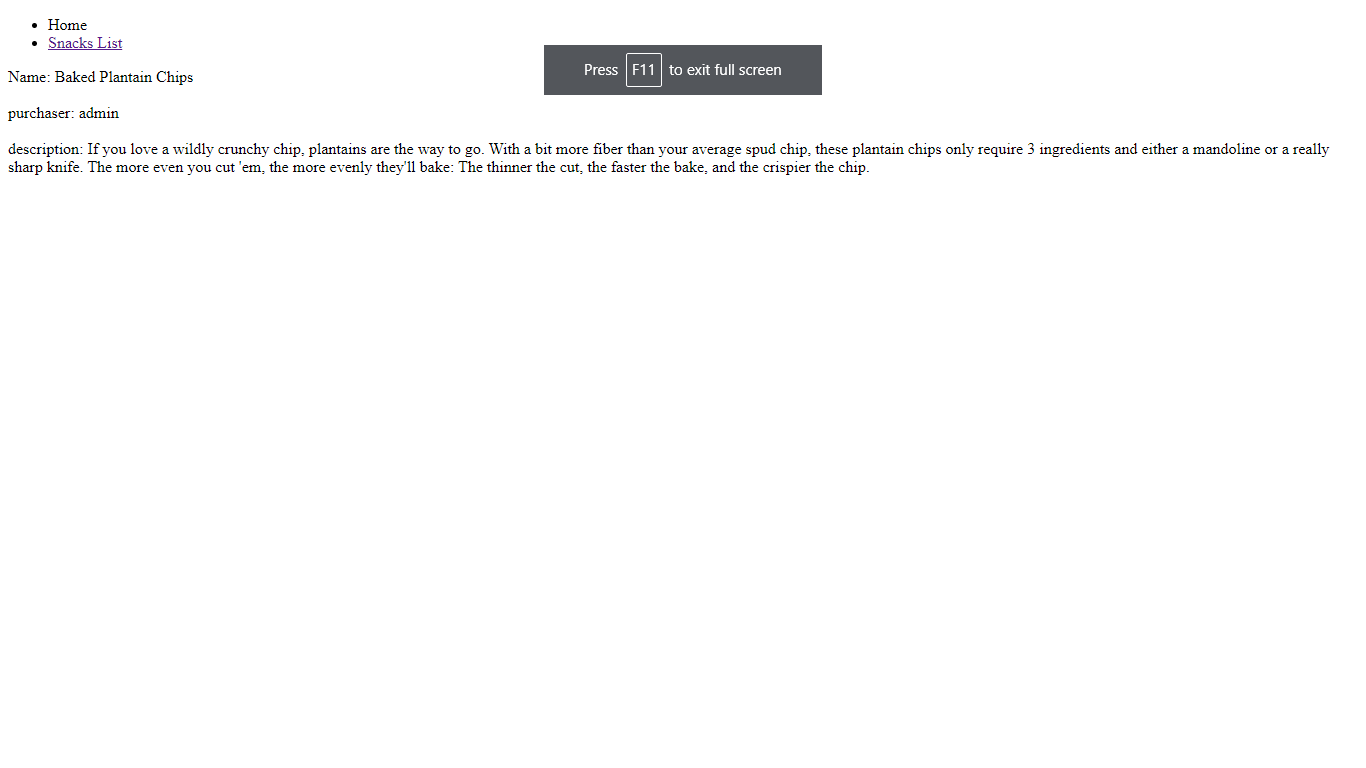 Home
Snacks List
Press F11 to exit full screen
Name: Baked Plantain Chips
purchaser: admin
description: If you love a wildly crunchy chip, plantains are the way to go. With a bit more fiber than your average spud chip, these plantain chips only require 3 ingredients and either a mandoline or a really
sharp knife. The more even you cut 'em, the more evenly they'll bake: The thinner the cut, the faster the bake, and the crispier the chip.